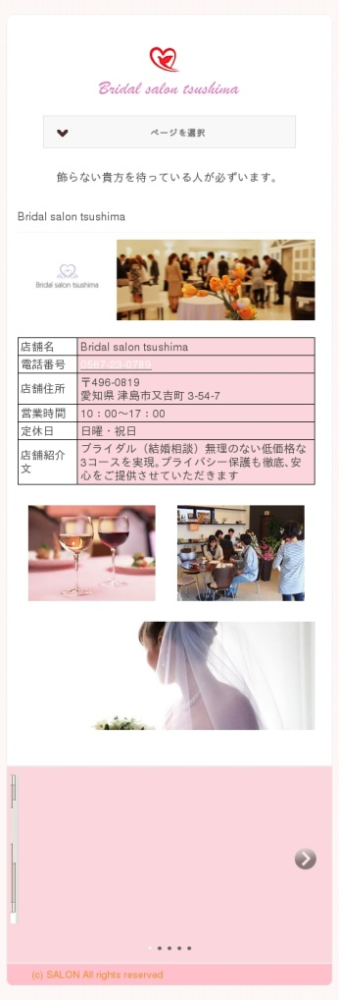 Bridal salon tsushima
ページを選択
飾らない貴方を待っている人が必ずいます。
Bridal salon tsushima
Bridal salon tsushima
店舗名 Bridal salon tsushima
電話番号 0567-23-0789
店舗住所 〒496-0819
愛知県 津島市又吉町 3-54-7
営業時間 10：00～17：00
定休日 日曜・祝日
店舗紹介文 ブライダル（結婚相談）無理のない低価格な
3コースを実現。プライバシー保護も徹底、安
心をご提供させていただきます
(c) SALON All rights reserved